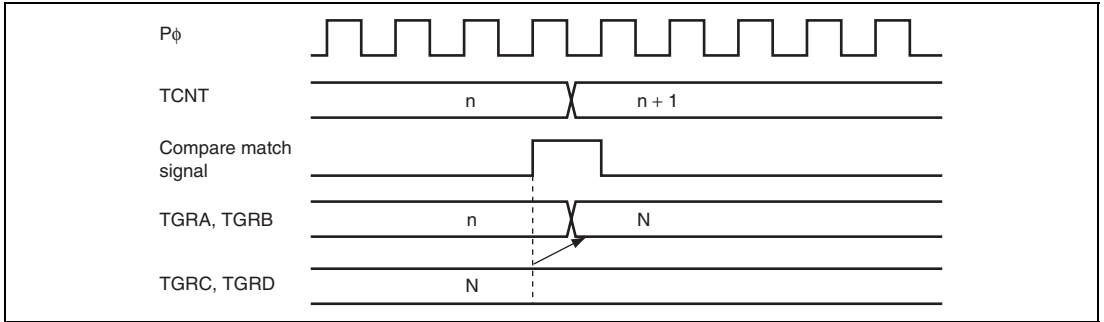 Pϕ
TCNT
n
n + 1
Compare match
signal
TGRA, TGRB
n
N
TGRC, TGRD
N